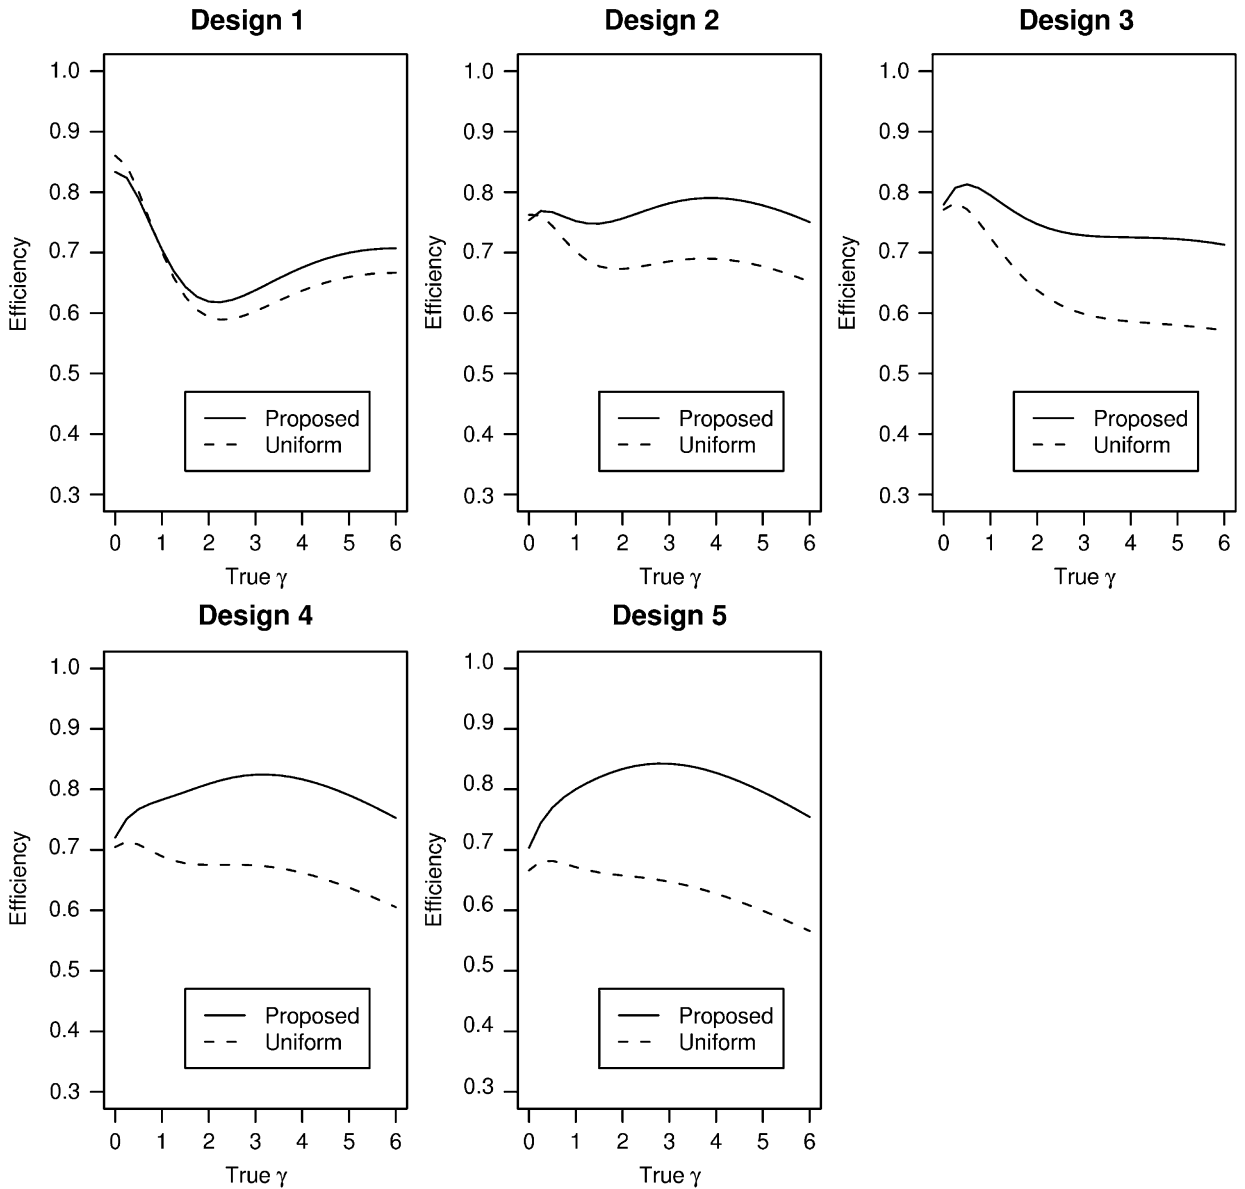 Design 1
Efficiency
1.0
0.9
0.8
0.7
0.6
0.5
0.4
0.3
Proposed
Uniform
0 1 2 3 4 5 6
True γ
Design 2
Efficiency
1.0
0.9
0.8
0.7
0.6
0.5
0.4
0.3
Proposed
Uniform
0 1 2 3 4 5 6
True γ
Design 3
Efficiency
1.0
0.9
0.8
0.7
0.6
0.5
0.4
0.3
Proposed
Uniform
0 1 2 3 4 5 6
True γ
Design 4
Efficiency
1.0
0.9
0.8
0.7
0.6
0.5
0.4
0.3
Proposed
Uniform
0 1 2 3 4 5 6
True γ
Design 5
Efficiency
1.0
0.9
0.8
0.7
0.6
0.5
0.4
0.3
Proposed
Uniform
0 1 2 3 4 5 6
True γ